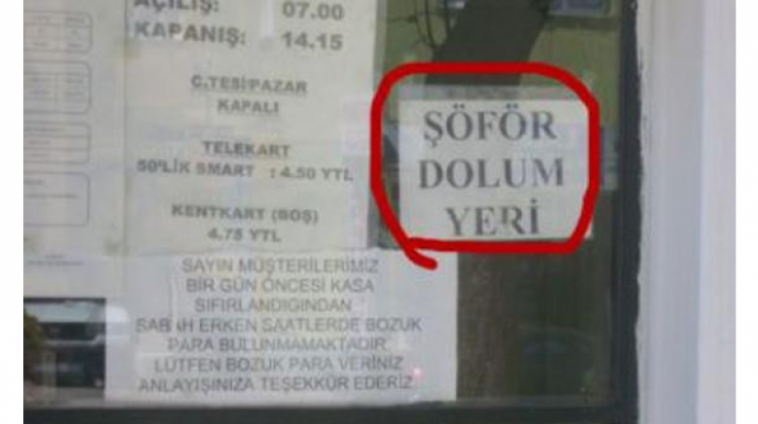 AÇILIŞ: 07.00
KAPANIŞ: 14.15
C.TESİ/PAZAR
KAPALI
TELEKART
50'LİK SMART : 4.50 YTL
KENTKART (BOŞ)
4.75 YTL
SAYIN MÜŞTERİLERİMİZ
BİR GÜN ÖNCESİ KASA
SIFIRLANDIGINDAN
SABAH ERKEN SAATLERDE BOZUK
PARA BULUNMAMAKTADIR
LÜTFEN BOZUK PARA VERİNİZ
ANLAYIŞINIZA TEŞEKKÜR EDERİZ
ŞÖFÖR
DOLUM
YERİ